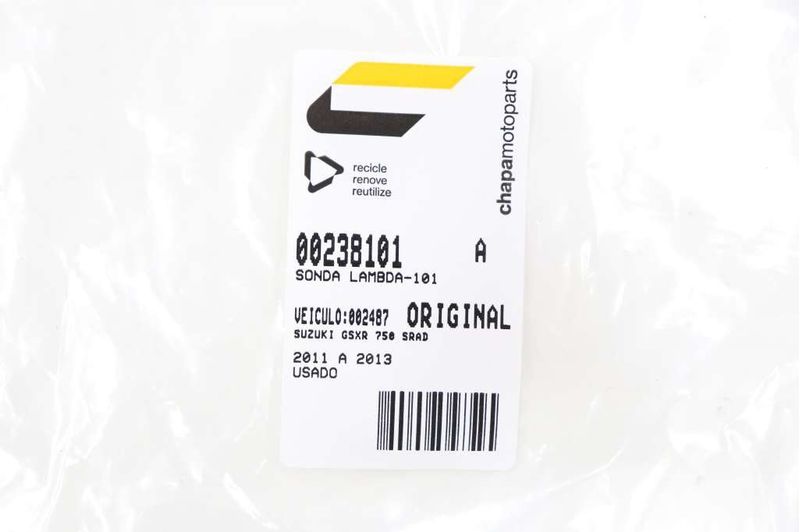 chapamotoparts
recicle
renove
reutilize
00238101 A
SONDA LAMBDA-101
VEICULO:002487 ORIGINAL
SUZUKI GSXR 750 SRAD
2011 A 2013
USADO